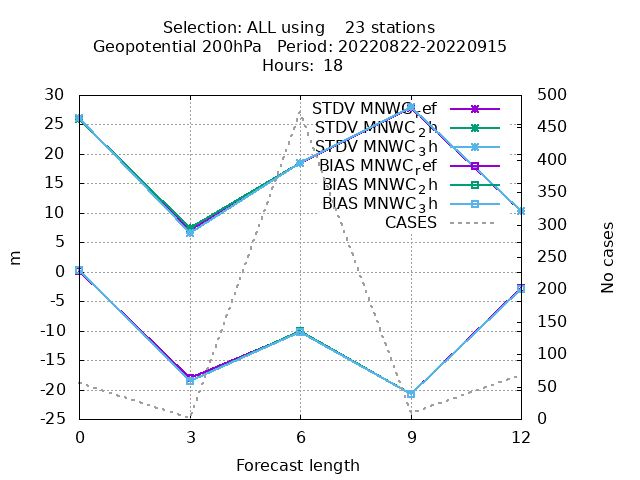 Selection: ALL using    23 stations
Geopotential 200hPa   Period: 20220822-20220915
Hours: 18
30
25
20
15
10
5
0
-5
-10
-15
-20
-25
500
450
400
350
300
250
200
150
100
50
0
STDV MNWC_ref
STDV MNWC_2h
STDV MNWC_3h
BIAS MNWC_ref
BIAS MNWC_2h
BIAS MNWC_3h
CASES
m
No cases
0 3 6 9 12
Forecast length